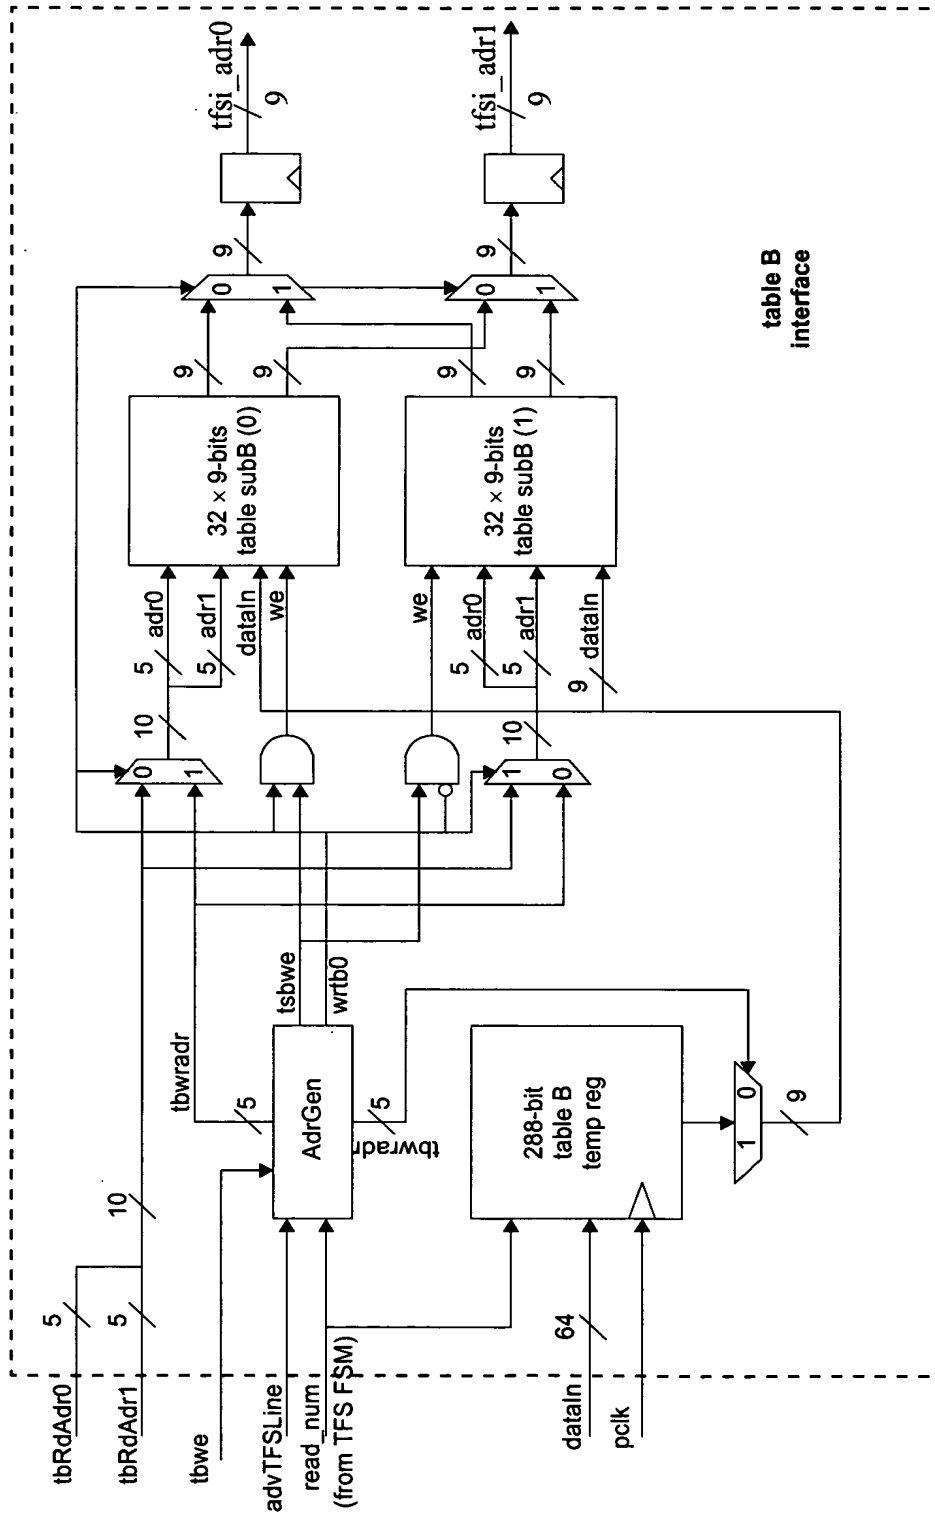 tbRdAdr0
5
tbRdAdr1
5
10
tbwe
advTFSLine
read_num
(from TFS FSM)
dataIn
64
pclk
tbwradr
5
AdrGen
5
tbwradr
tsbwe
wrtb0
288-bit
table B
temp reg
1
0
9
0
1
10
5
adr0
5
adr1
dataIn
we
32 × 9-bits
table subB (0)
9
9
0
1
9
tfsi_adr0
9
we
5
adr0
5
adr1
9
dataIn
1
0
10
32 × 9-bits
table subB (1)
9
9
0
1
9
tfsi_adr1
9
table B
interface